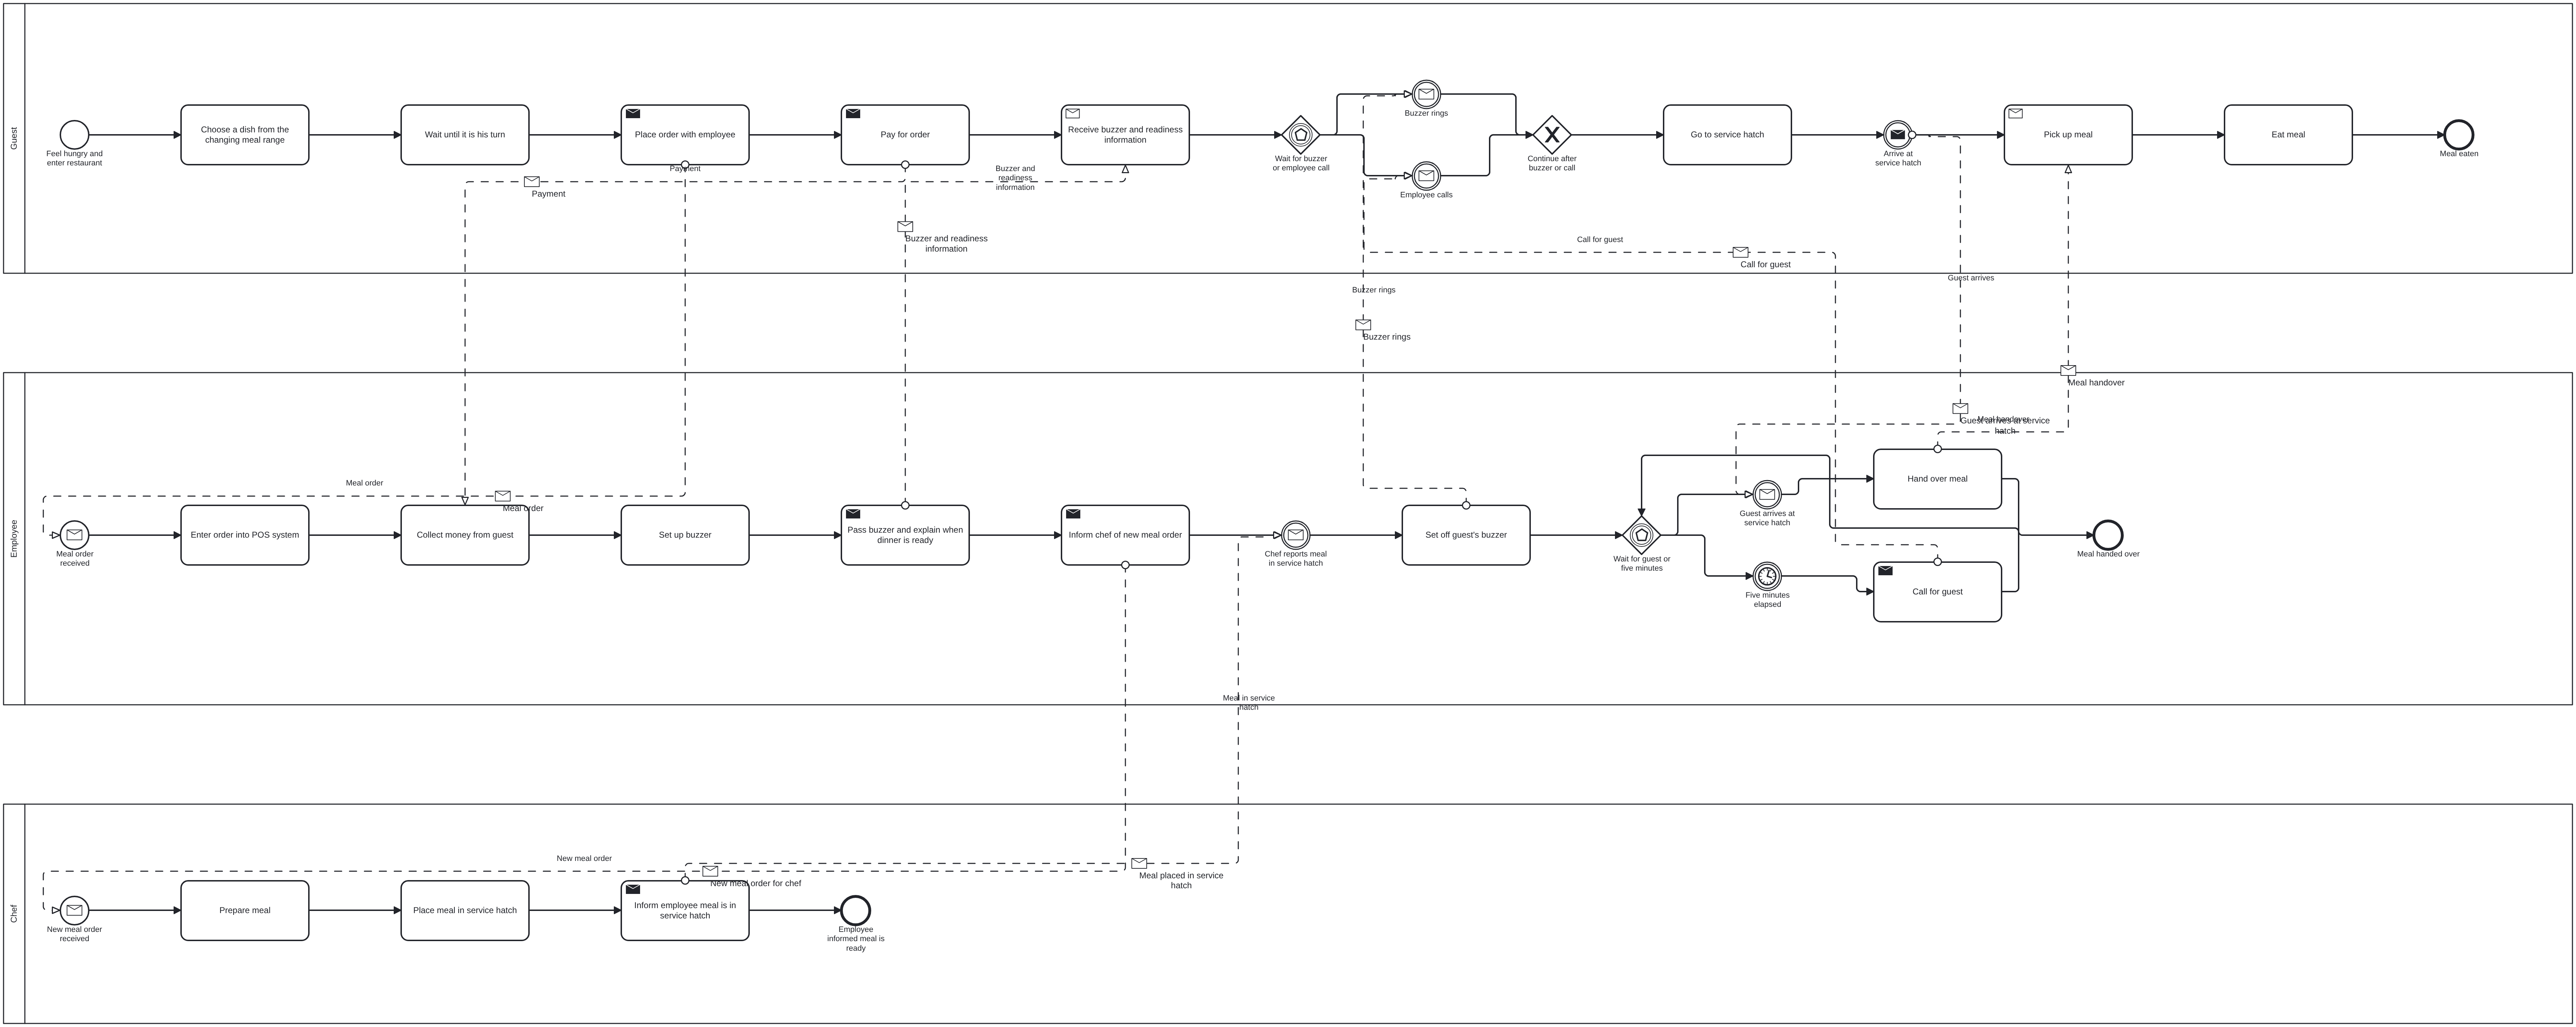 Guest
Feel hungry and
enter restaurant
Choose a dish from the
changing meal range
Wait until it is his turn
Place order with employee
Pay for order
Receive buzzer and readiness
information
Wait for buzzer
or employee call
Buzzer rings
Employee calls
Continue after
buzzer or call
Go to service hatch
Arrive at
service hatch
Pick up meal
Eat meal
Meal eaten
Payment
Payment
Buzzer and
readiness
information
Buzzer and readiness
information
Call for guest
Call for guest
Guest arrives
Buzzer rings
Buzzer rings
Meal handover
Meal handover
Guest arrives at service
hatch
Employee
Meal order
Meal order
Meal order
received
Enter order into POS system
Collect money from guest
Set up buzzer
Pass buzzer and explain when
dinner is ready
Inform chef of new meal order
Chef reports meal
in service hatch
Set off guest's buzzer
Wait for guest or
five minutes
Guest arrives at
service hatch
Five minutes
elapsed
Hand over meal
Call for guest
Meal handed over
Meal in service
hatch
Chef
New meal order
New meal order for chef
Meal placed in service
hatch
New meal order
received
Prepare meal
Place meal in service hatch
Inform employee meal is in
service hatch
Employee
informed meal is
ready